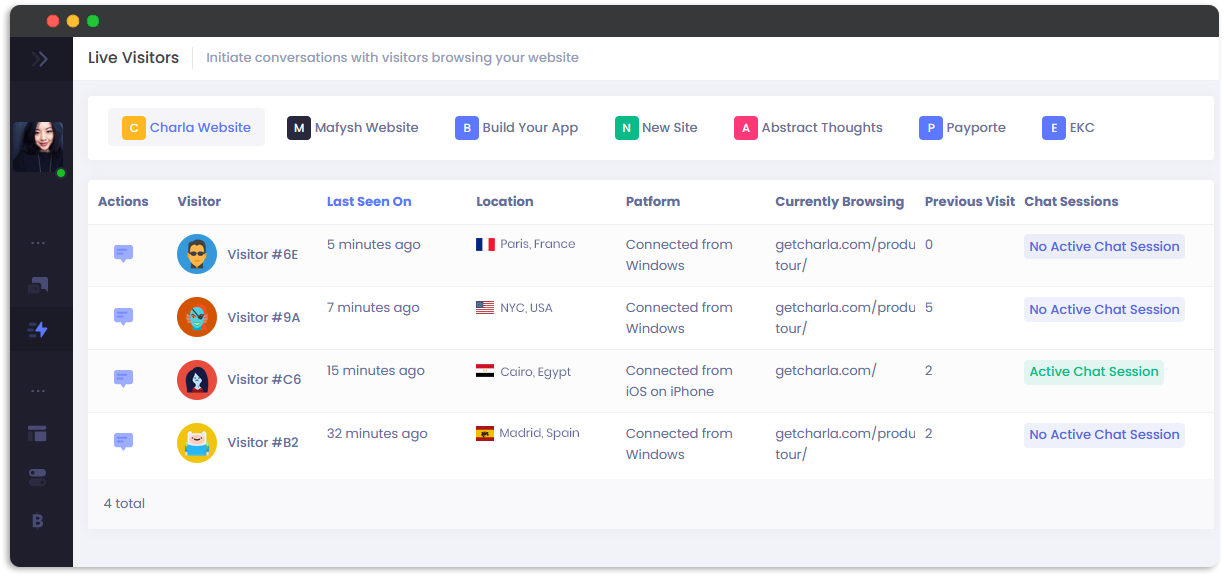 Live Visitors Initiate conversations with visitors browsing your website
C Charla Website M Mafysh Website B Build Your App N New Site A Abstract Thoughts P Payporte E EKC
Actions Visitor Last Seen On Location Patform Currently Browsing Previous Visit Chat Sessions
Visitor #6E 5 minutes ago Paris, France Connected from getcharla.com/produ 0 No Active Chat Session
Windows tour/
Visitor #9A 7 minutes ago NYC, USA Connected from getcharla.com/produ 5 No Active Chat Session
Windows tour/
Visitor #C6 15 minutes ago Cairo, Egypt Connected from getcharla.com/ 2 Active Chat Session
iOS on iPhone
Visitor #B2 32 minutes ago Madrid, Spain Connected from getcharla.com/produ 2 No Active Chat Session
Windows tour/
4 total